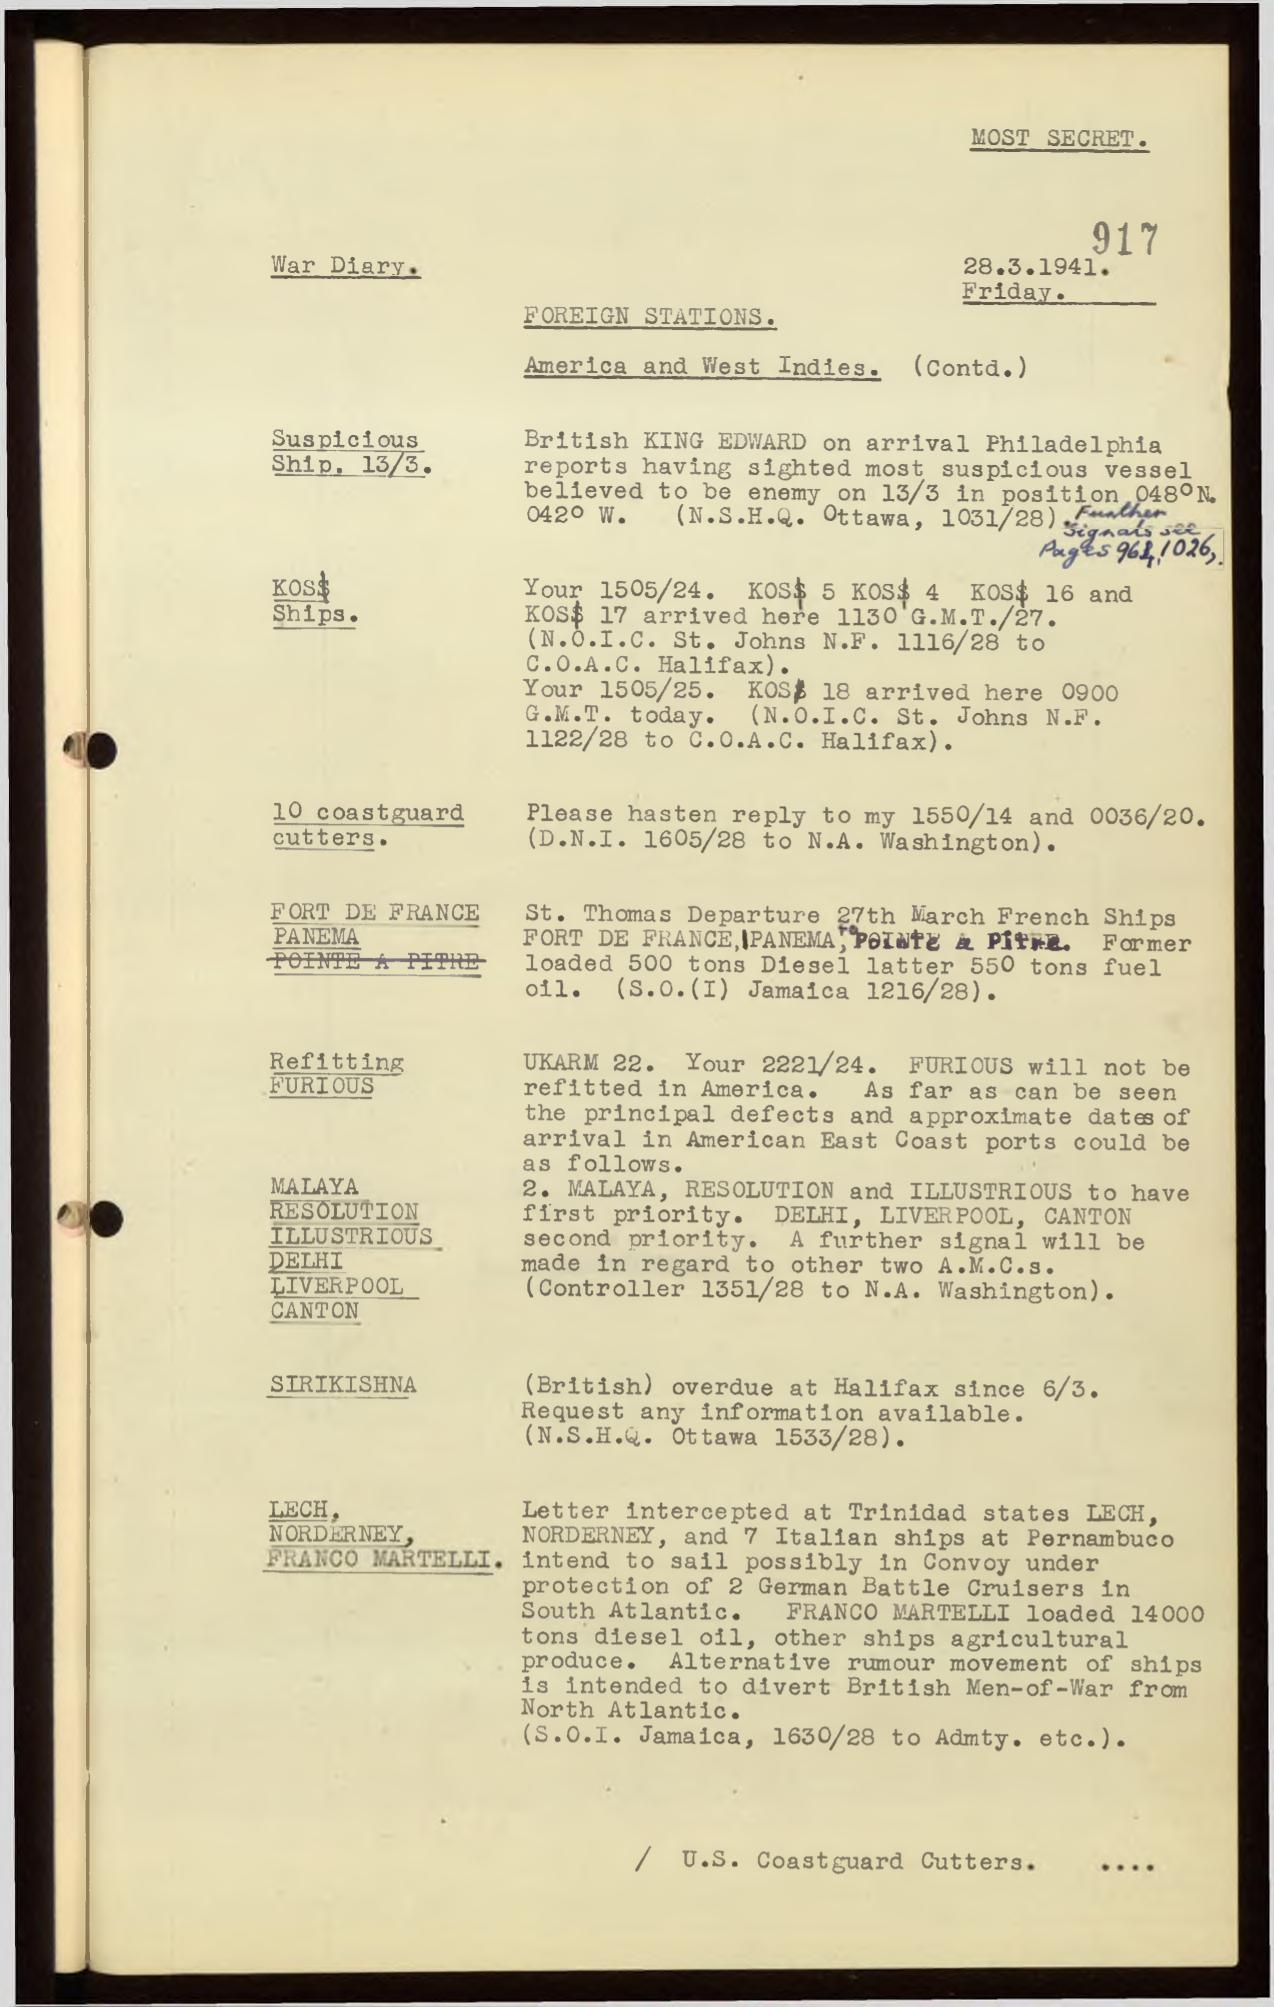 MOST SECRET.
917
War Diary.
28.3.1941.
Friday.
FOREIGN STATIONS.
America and West Indies. (Contd.)
Suspicious
Ship. 13/3.
British KING EDWARD on arrival Philadelphia
reports having sighted most suspicious vessel
believed to be enemy on 13/3 in position 048°N.
042° W. (N.S.H.Q. Ottawa, 1031/28).
Further
signals see
Pages 961, 1026,.
KOS
Ships.
Your 1505/24. KOS 5 KOS 4 KOS 16 and
KOS 17 arrived here 1130 G.M.T./27.
(N.O.I.C. St. Johns N.F. 1116/28 to
C.O.A.C. Halifax).
Your 1505/25. KOS 18 arrived here 0900
G.M.T. today. (N.O.I.C. St. Johns N.F.
1122/28 to C.O.A.C. Halifax).
10 coastguard
cutters.
Please hasten reply to my 1550/14 and 0036/20.
(D.N.I. 1605/28 to N.A. Washington).
FORT DE FRANCE
PANEMA
POINTE A PITRE
St. Thomas Departure 27th March French Ships
FORT DE FRANCE, PANEMA, to Pointe a Pitre. Former
loaded 500 tons Diesel latter 550 tons fuel
oil. (S.O.(I) Jamaica 1216/28).
Refitting
FURIOUS
UKARM 22. Your 2221/24. FURIOUS will not be
refitted in America. As far as can be seen
the principal defects and approximate dates of
arrival in American East Coast ports could be
as follows.
MALAYA
RESOLUTION
ILLUSTRIOUS
DELHI
LIVERPOOL
CANTON
2. MALAYA, RESOLUTION and ILLUSTRIOUS to have
first priority. DELHI, LIVERPOOL, CANTON
second priority. A further signal will be
made in regard to other two A.M.C.s.
(Controller 1351/28 to N.A. Washington).
SIRIKISHNA
(British) overdue at Halifax since 6/3.
Request any information available.
(N.S.H.Q. Ottawa 1533/28).
LECH,
NORDERNEY,
FRANCO MARTELLI.
Letter intercepted at Trinidad states LECH,
NORDERNEY, and 7 Italian ships at Pernambuco
intend to sail possibly in Convoy under
protection of 2 German Battle Cruisers in
South Atlantic. FRANCO MARTELLI loaded 14000
tons diesel oil, other ships agricultural
produce. Alternative rumour movement of ships
is intended to divert British Men-of-War from
North Atlantic.
(S.O.I. Jamaica, 1630/28 to Admty. etc.).
/ U.S. Coastguard Cutters. ....